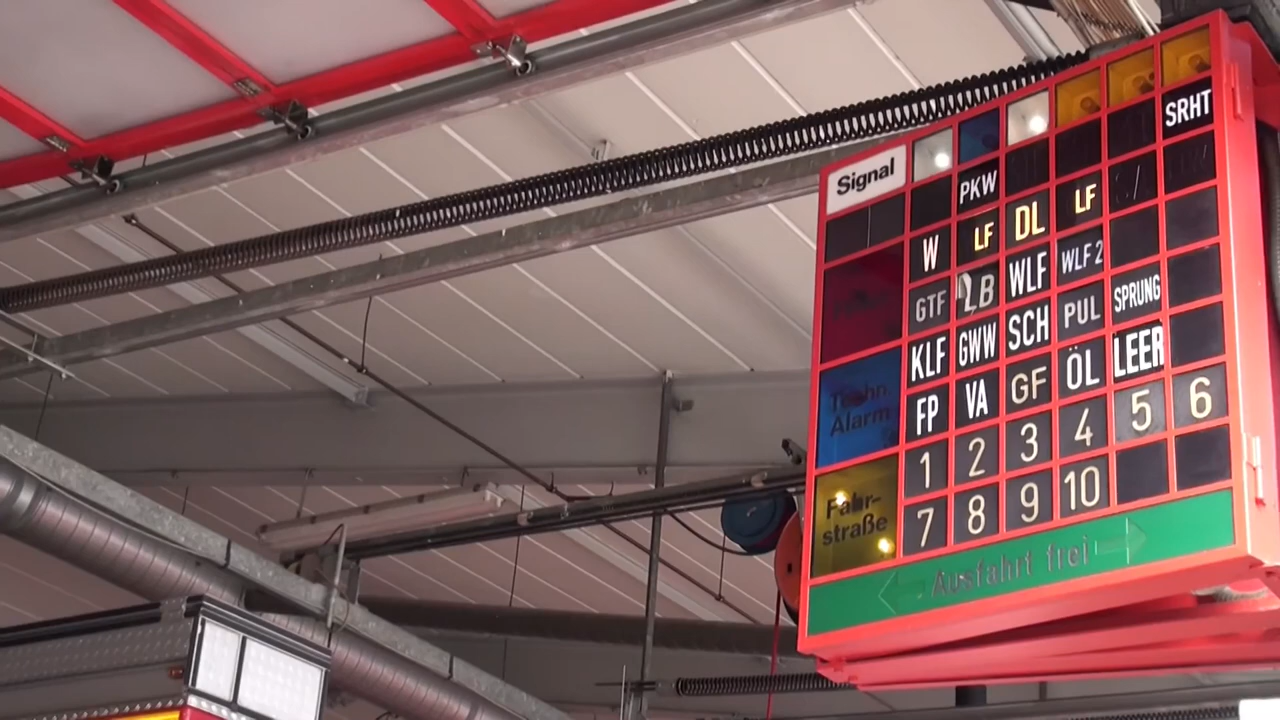 Signal
PKW SRHT
W LF DL LF
GTF LB WLF WLF 2
KLF GWW SCH PUL SPRUNG
FP VA GF ÖL LEER
Techn
Alarm
1 2 3 4 5 6
7 8 9 10
Fahr-
straße
Ausfahrt frei